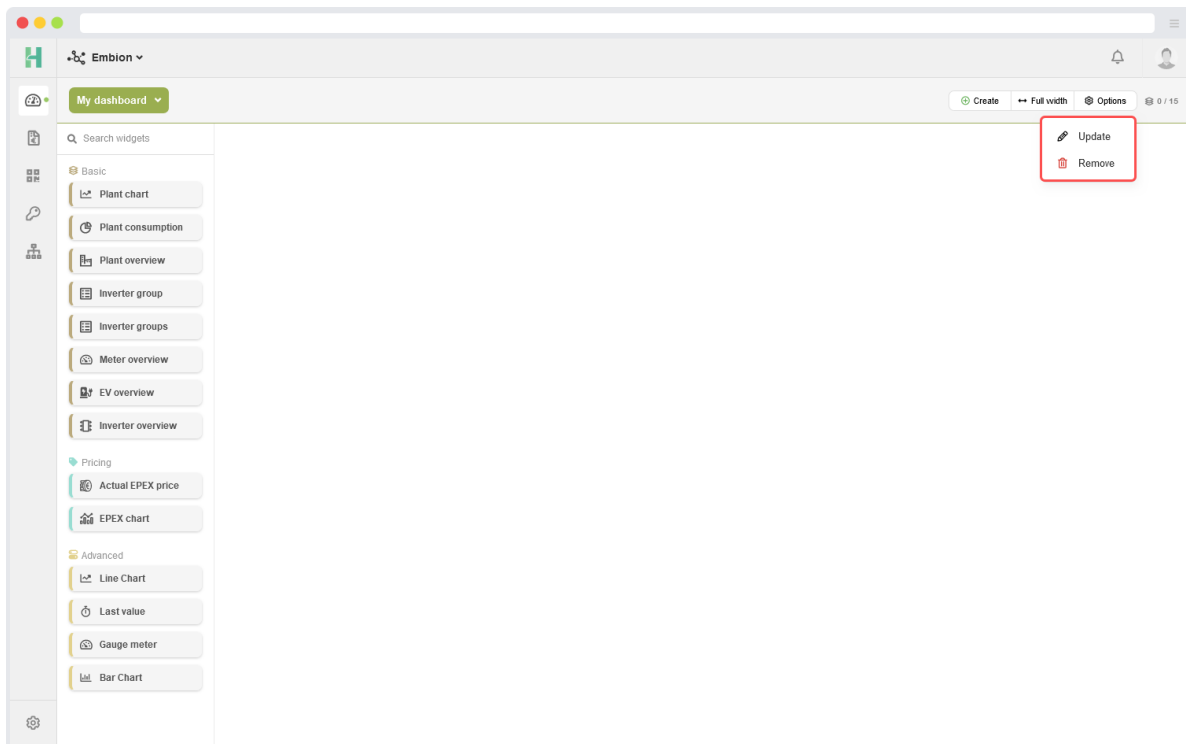 Embion
My dashboard
Create
Full width
Options
0 / 15
Update
Remove
Search widgets
Basic
Plant chart
Plant consumption
Plant overview
Inverter group
Inverter groups
Meter overview
EV overview
Inverter overview
Pricing
Actual EPEX price
EPEX chart
Advanced
Line Chart
Last value
Gauge meter
Bar Chart